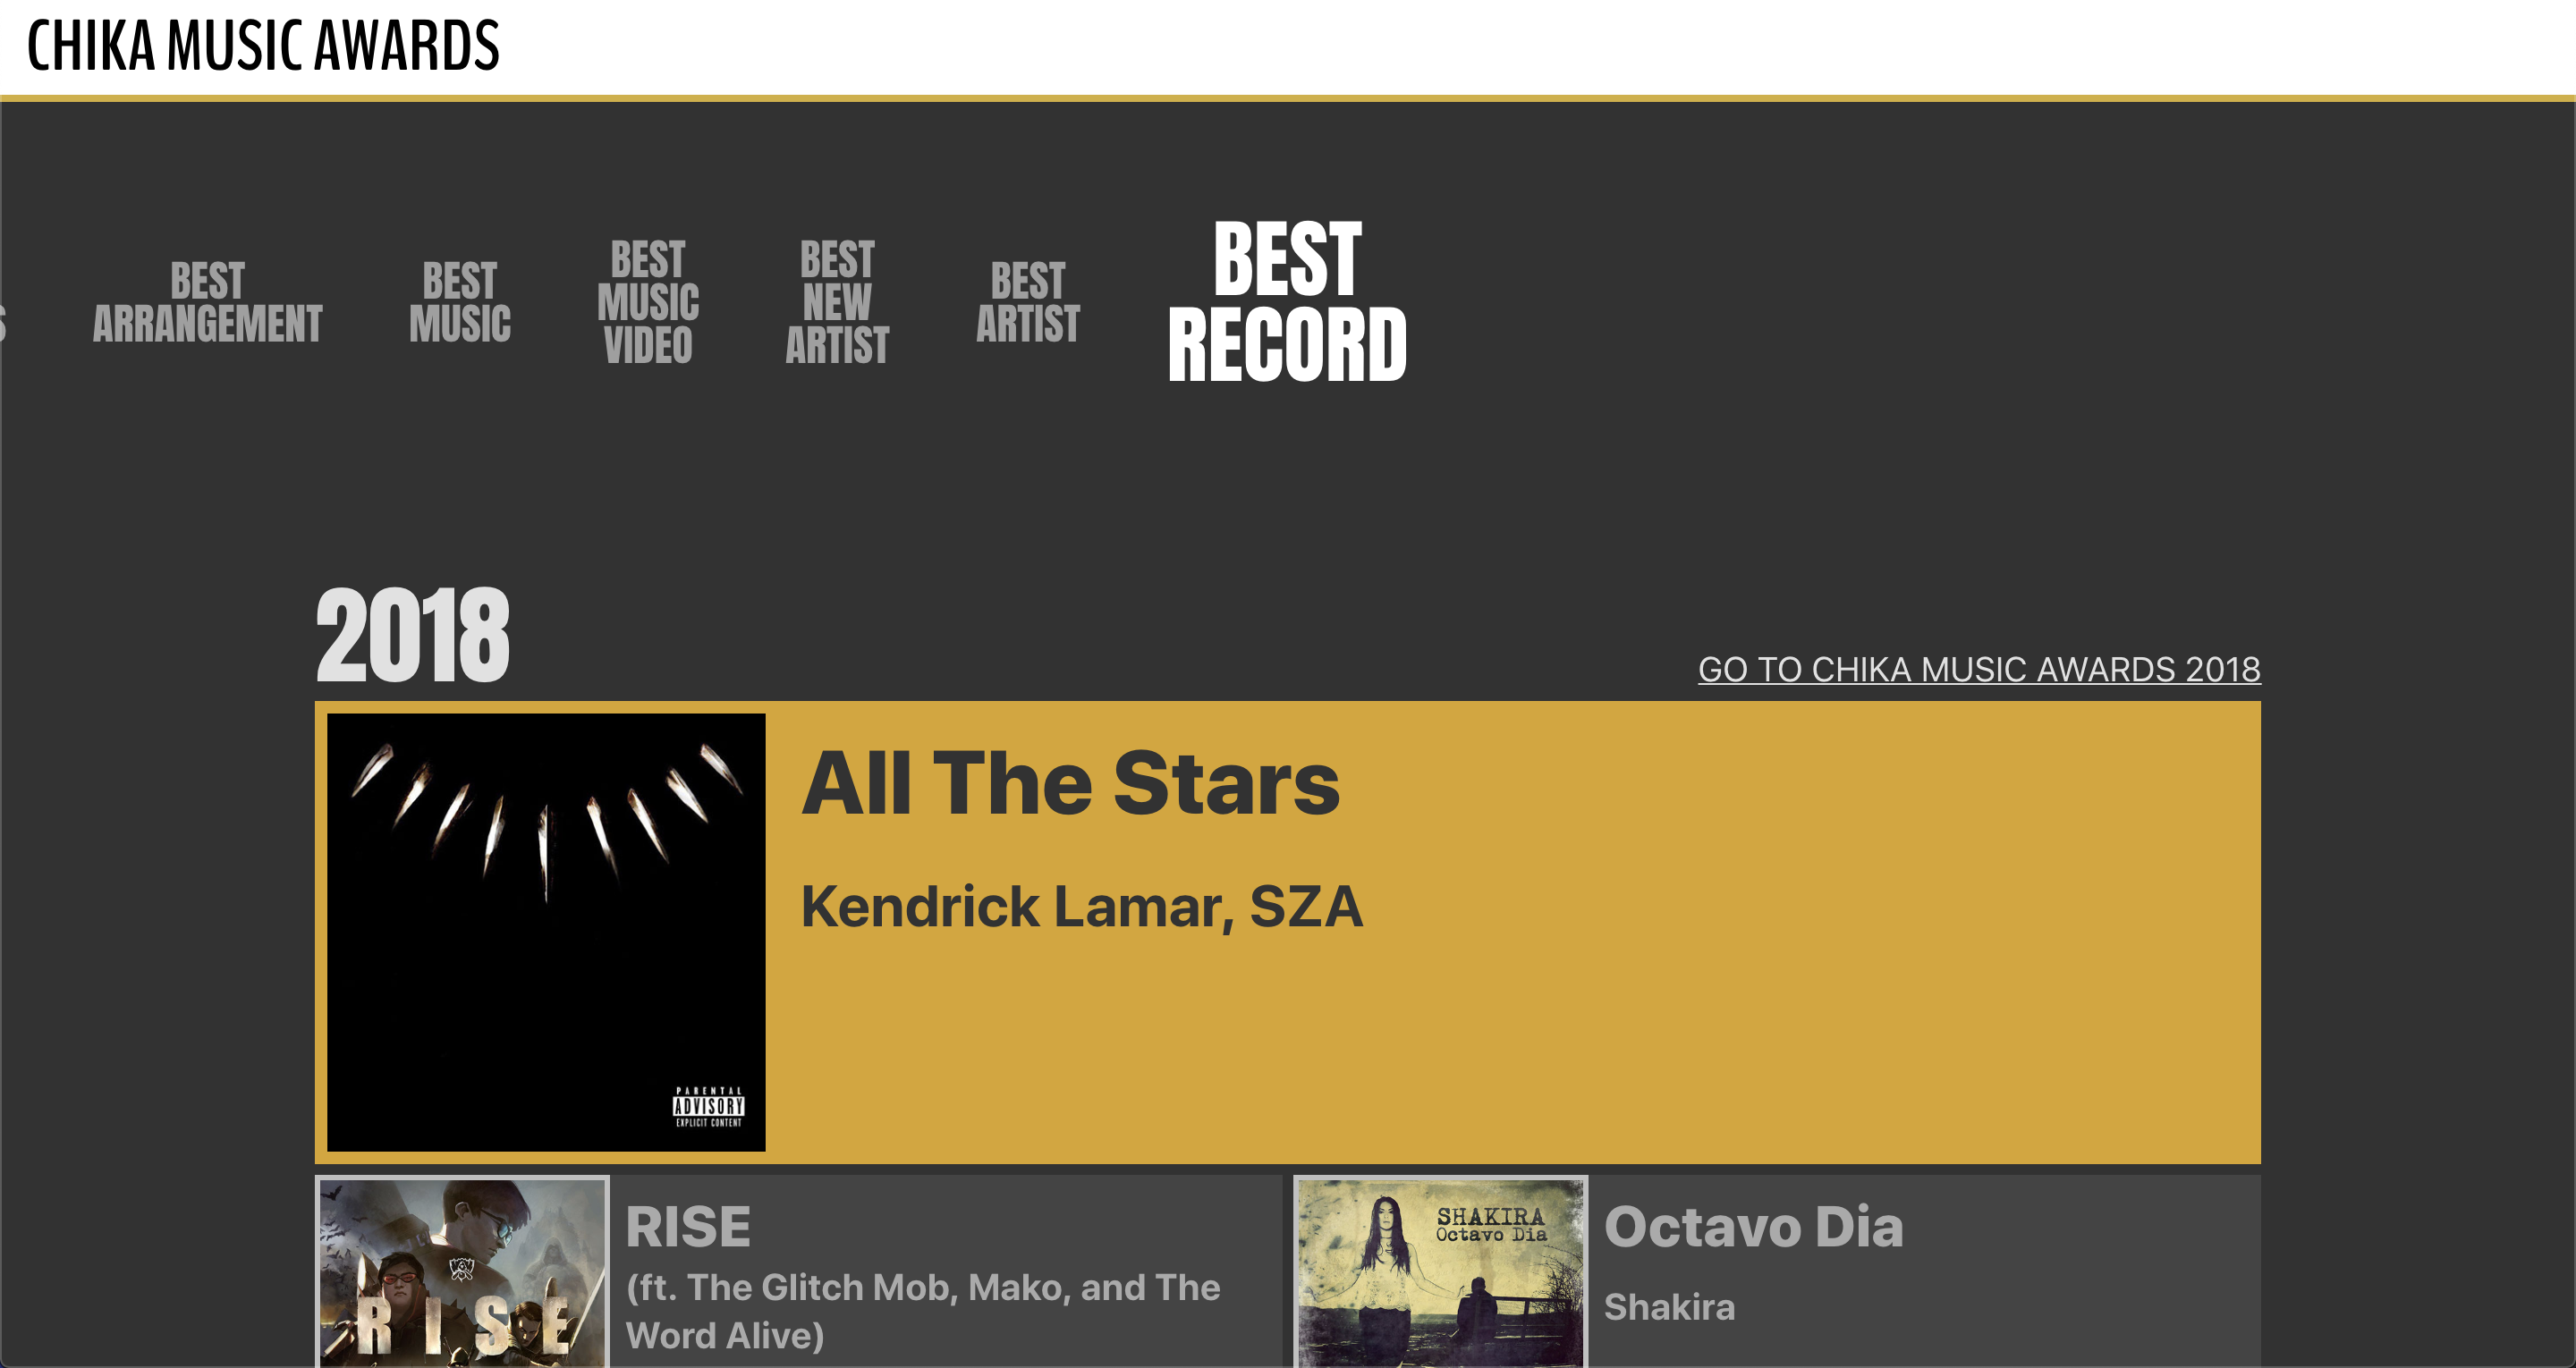 CHIKA MUSIC AWARDS
BEST
ARRANGEMENT
BEST
MUSIC
BEST
MUSIC
VIDEO
BEST
NEW
ARTIST
BEST
ARTIST
BEST
RECORD
2018
GO TO CHIKA MUSIC AWARDS 2018
All The Stars
Kendrick Lamar, SZA
PARENTAL
ADVISORY
EXPLICIT CONTENT
RISE
RISE
(ft. The Glitch Mob, Mako, and The
Word Alive)
SHAKIRA
Octavo Dia
Octavo Dia
Shakira